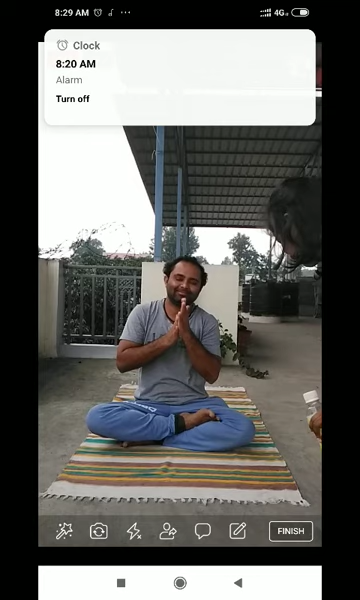 8:29 AM
4G
Clock
8:20 AM
Alarm
Turn off
FINISH